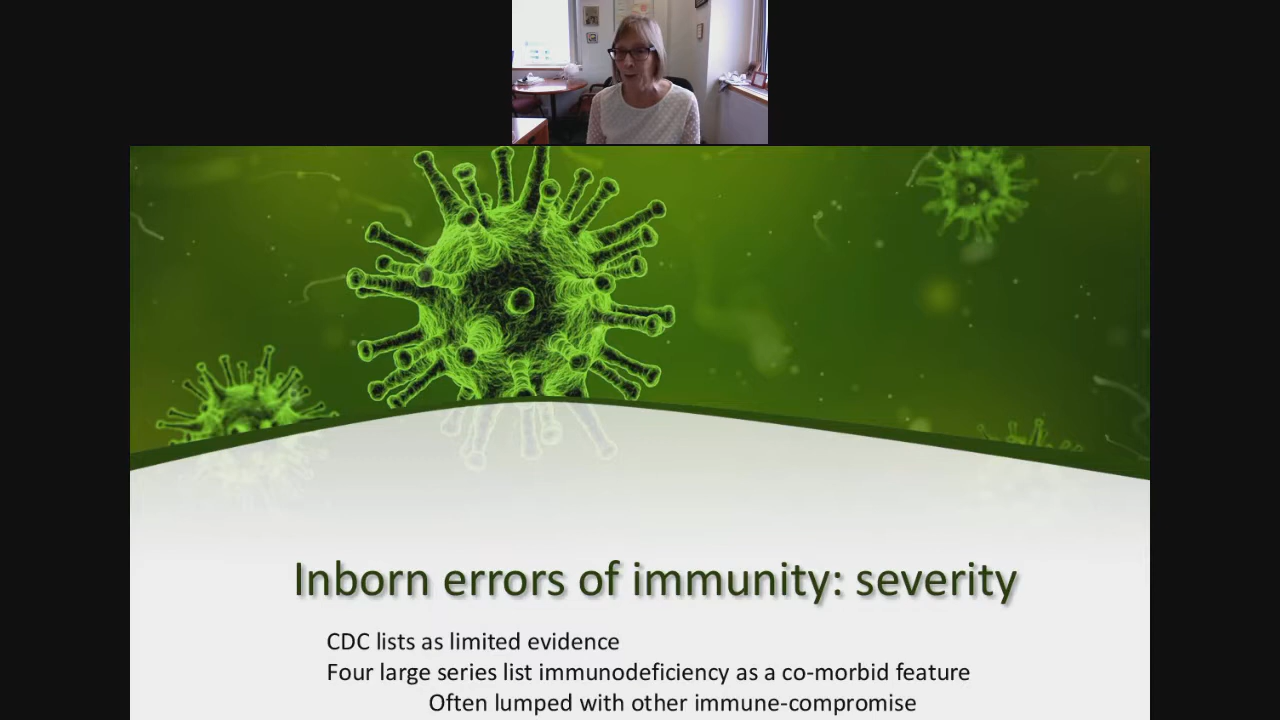 Inborn errors of immunity: severity
CDC lists as limited evidence
Four large series list immunodeficiency as a co-morbid feature
Often lumped with other immune-compromise